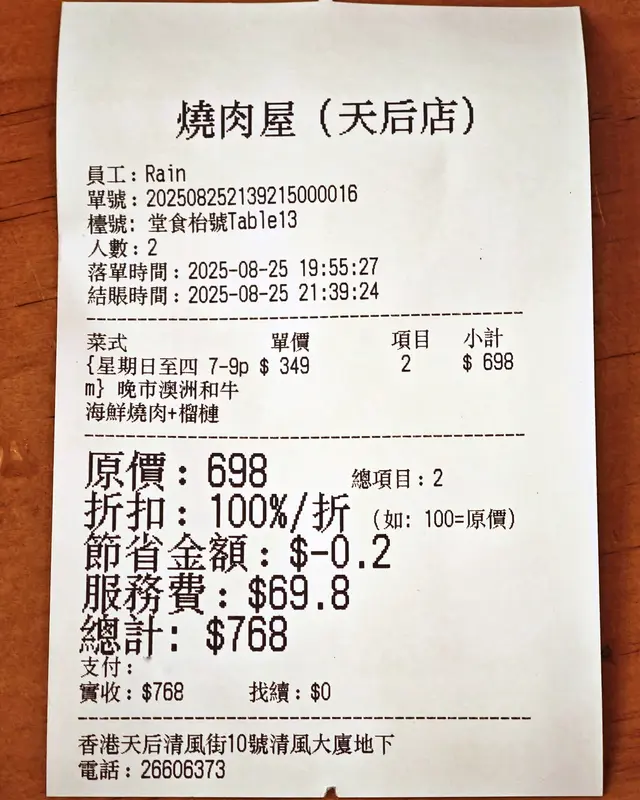 燒肉屋（天后店）
員工：Rain
單號：202508252139215000016
檯號: 堂食枱號Table13
人數：2
落單時間：2025-08-25 19:55:27
結賬時間：2025-08-25 21:39:24
菜式 單價 項目 小計
{星期日至四 7-9p $ 349 2 $ 698
m} 晚市澳洲和牛
海鮮燒肉+榴槤
原價：698 總項目：2
折扣：100%/折 (如: 100=原價)
節省金額：$-0.2
服務費：$69.8
總計: $768
支付：
實收：$768 找續：$0
香港天后清風街10號清風大廈地下
電話：26606373